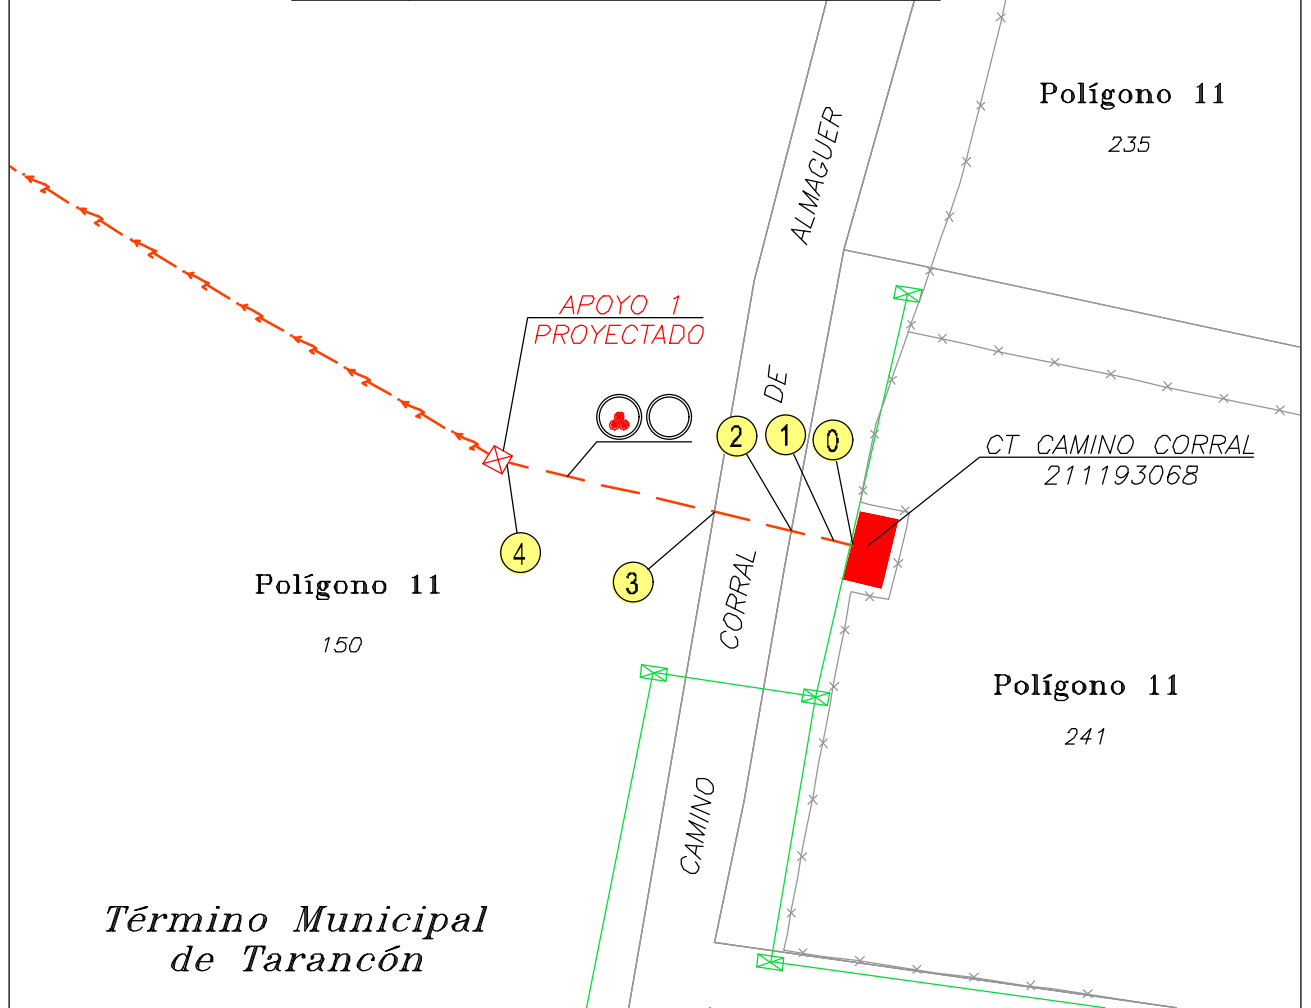 Polígono 11
235
ALMAGUER
APOYO 1
PROYECTADO
DE
2
1
0
CT CAMINO CORRAL
211193068
4
3
Polígono 11
150
CORRAL
Polígono 11
241
CAMINO
Término Municipal
de Tarancón